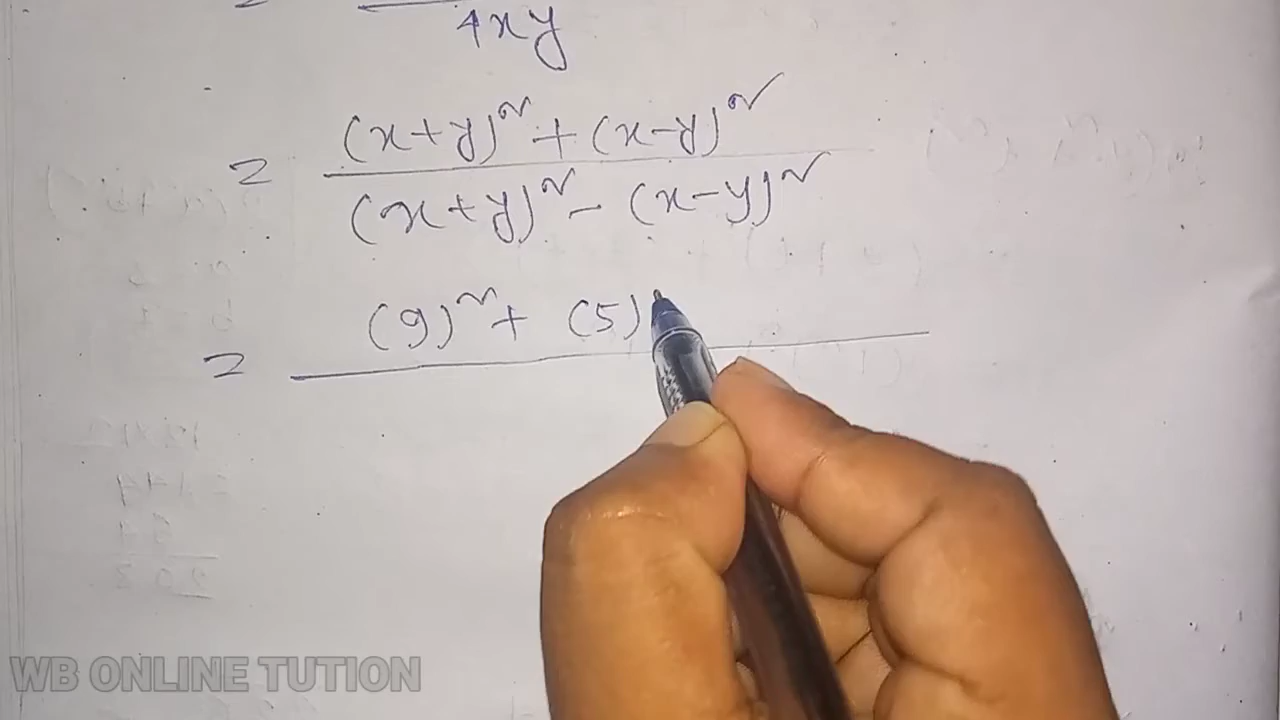 =
4xy
= (x+y)² + (x-y)²
(x+y)² - (x-y)²
= (9)² + (5)
WB ONLINE TUTION